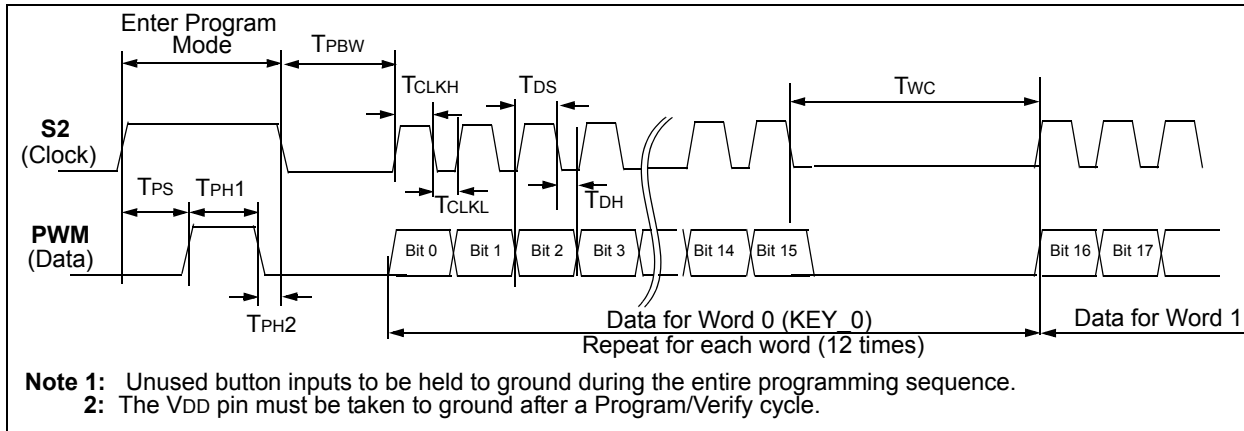 Enter Program
Mode
TPBW
TCLKH
TDS
TWC
S2
(Clock)
TPS
TPH1
TCLKL
TDH
PWM
(Data)
Bit 0
Bit 1
Bit 2
Bit 3
Bit 14
Bit 15
Bit 16
Bit 17
TPH2
Data for Word 0 (KEY_0)
Data for Word 1
Repeat for each word (12 times)
Note 1: Unused button inputs to be held to ground during the entire programming sequence.
2: The VDD pin must be taken to ground after a Program/Verify cycle.